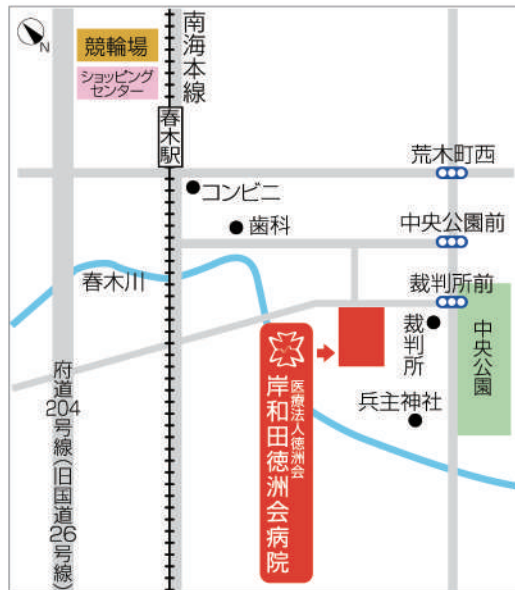 N
競輪場
ショッピング
センター
南海本線
春木駅
荒木町西
コンビニ
歯科
中央公園前
春木川
裁判所前
裁判所
中央公園
兵主神社
医療法人徳洲会
岸和田徳洲会病院
府道204号線(旧国道26号線)